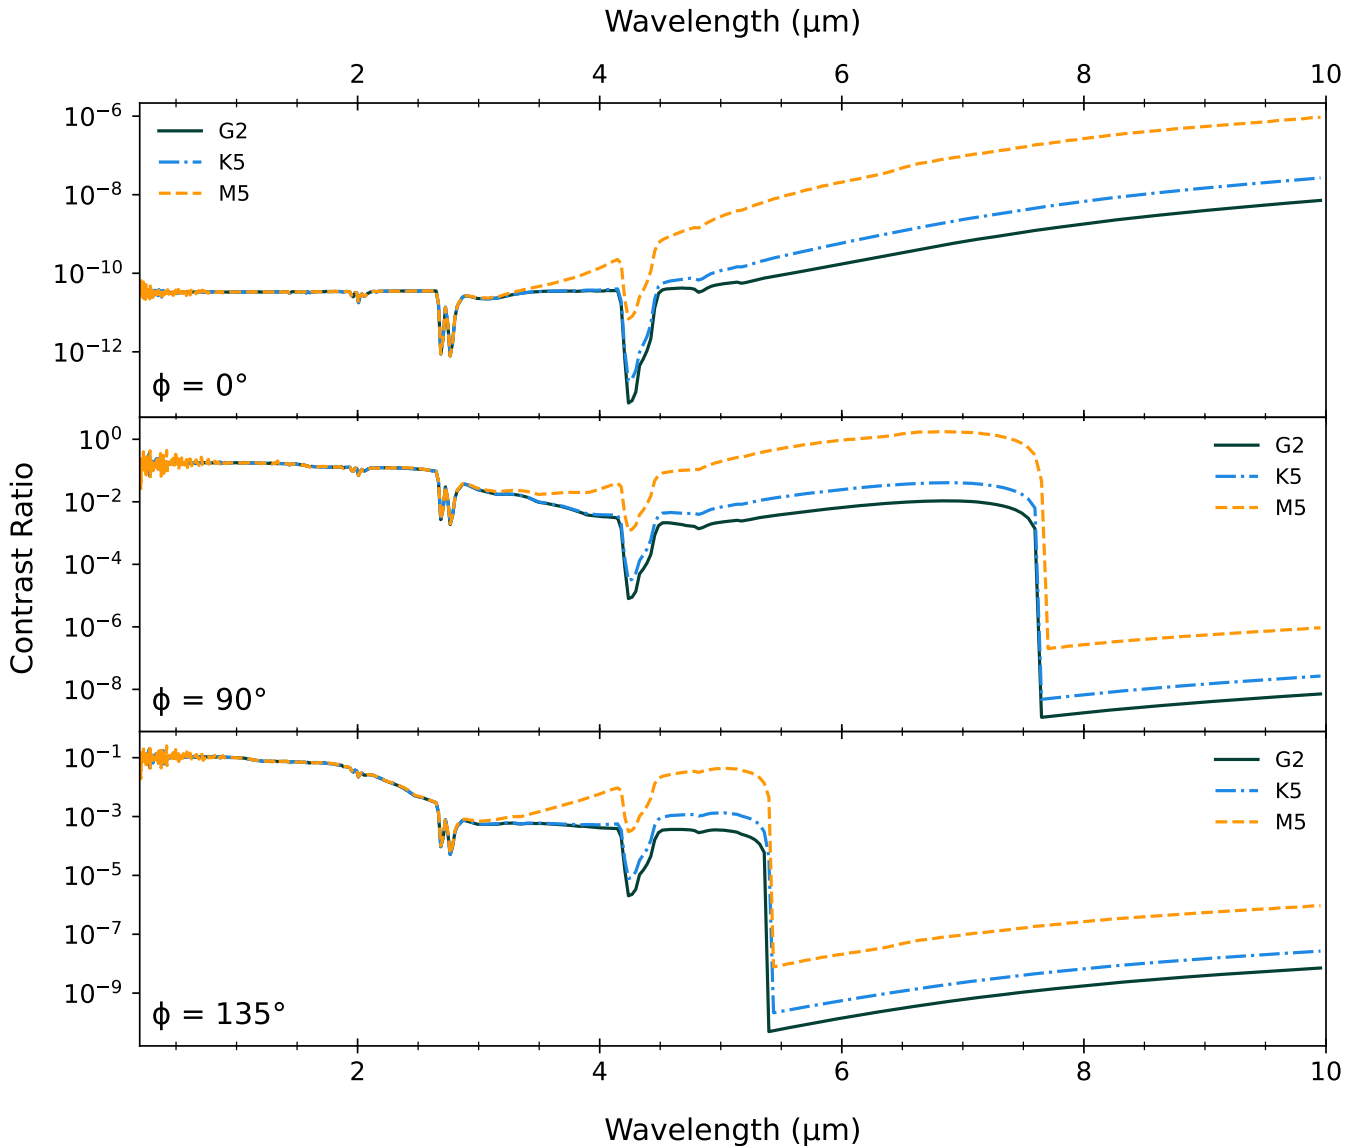 Wavelength (μm)
2 4 6 8 10
10⁻⁶
10⁻⁸
10⁻¹⁰
10⁻¹²
G2
K5
M5
ϕ = 0°
Contrast Ratio
10⁰
10⁻²
10⁻⁴
10⁻⁶
10⁻⁸
G2
K5
M5
ϕ = 90°
10⁻¹
10⁻³
10⁻⁵
10⁻⁷
10⁻⁹
G2
K5
M5
ϕ = 135°
2 4 6 8 10
Wavelength (μm)